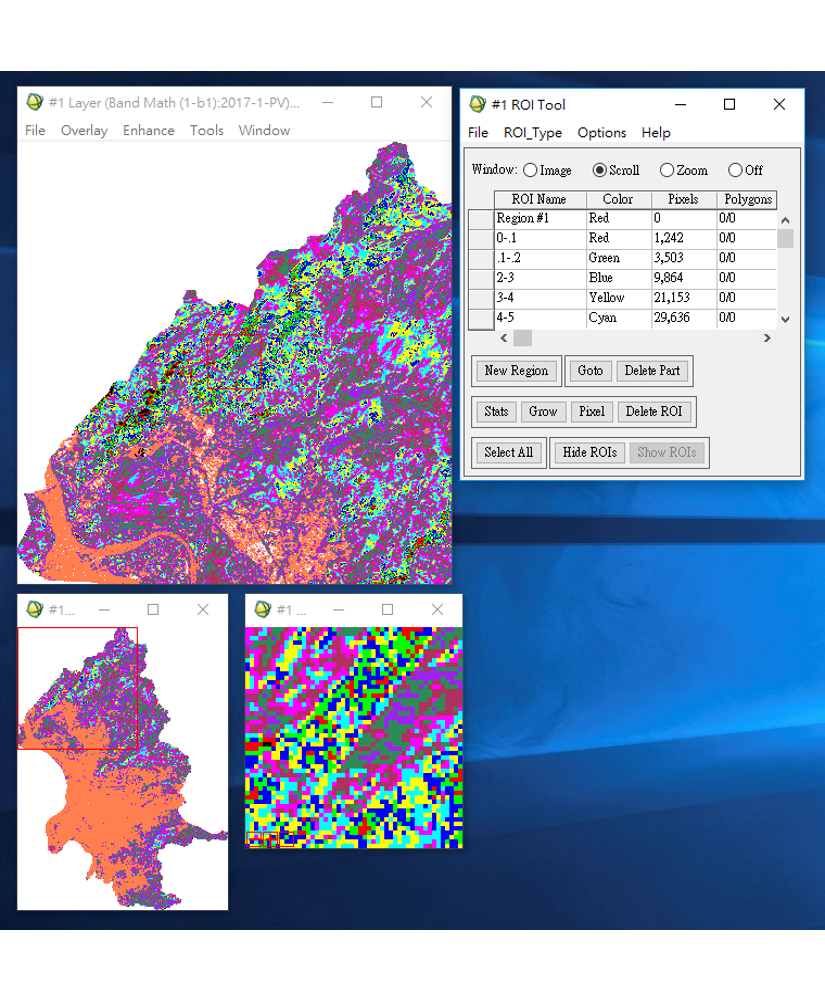 #1 Layer (Band Math (1-b1):2017-1-PV)...
File Overlay Enhance Tools Window
#1 ROI Tool
File ROI_Type Options Help
Window: Image Scroll Zoom Off
ROI Name Color Pixels Polygons
Region #1 Red 0 0/0
0-.1 Red 1,242 0/0
.1-.2 Green 3,503 0/0
2-3 Blue 9,864 0/0
3-4 Yellow 21,153 0/0
4-5 Cyan 29,636 0/0
New Region Goto Delete Part
Stats Grow Pixel Delete ROI
Select All Hide ROIs Show ROIs
#1...
#1 ...